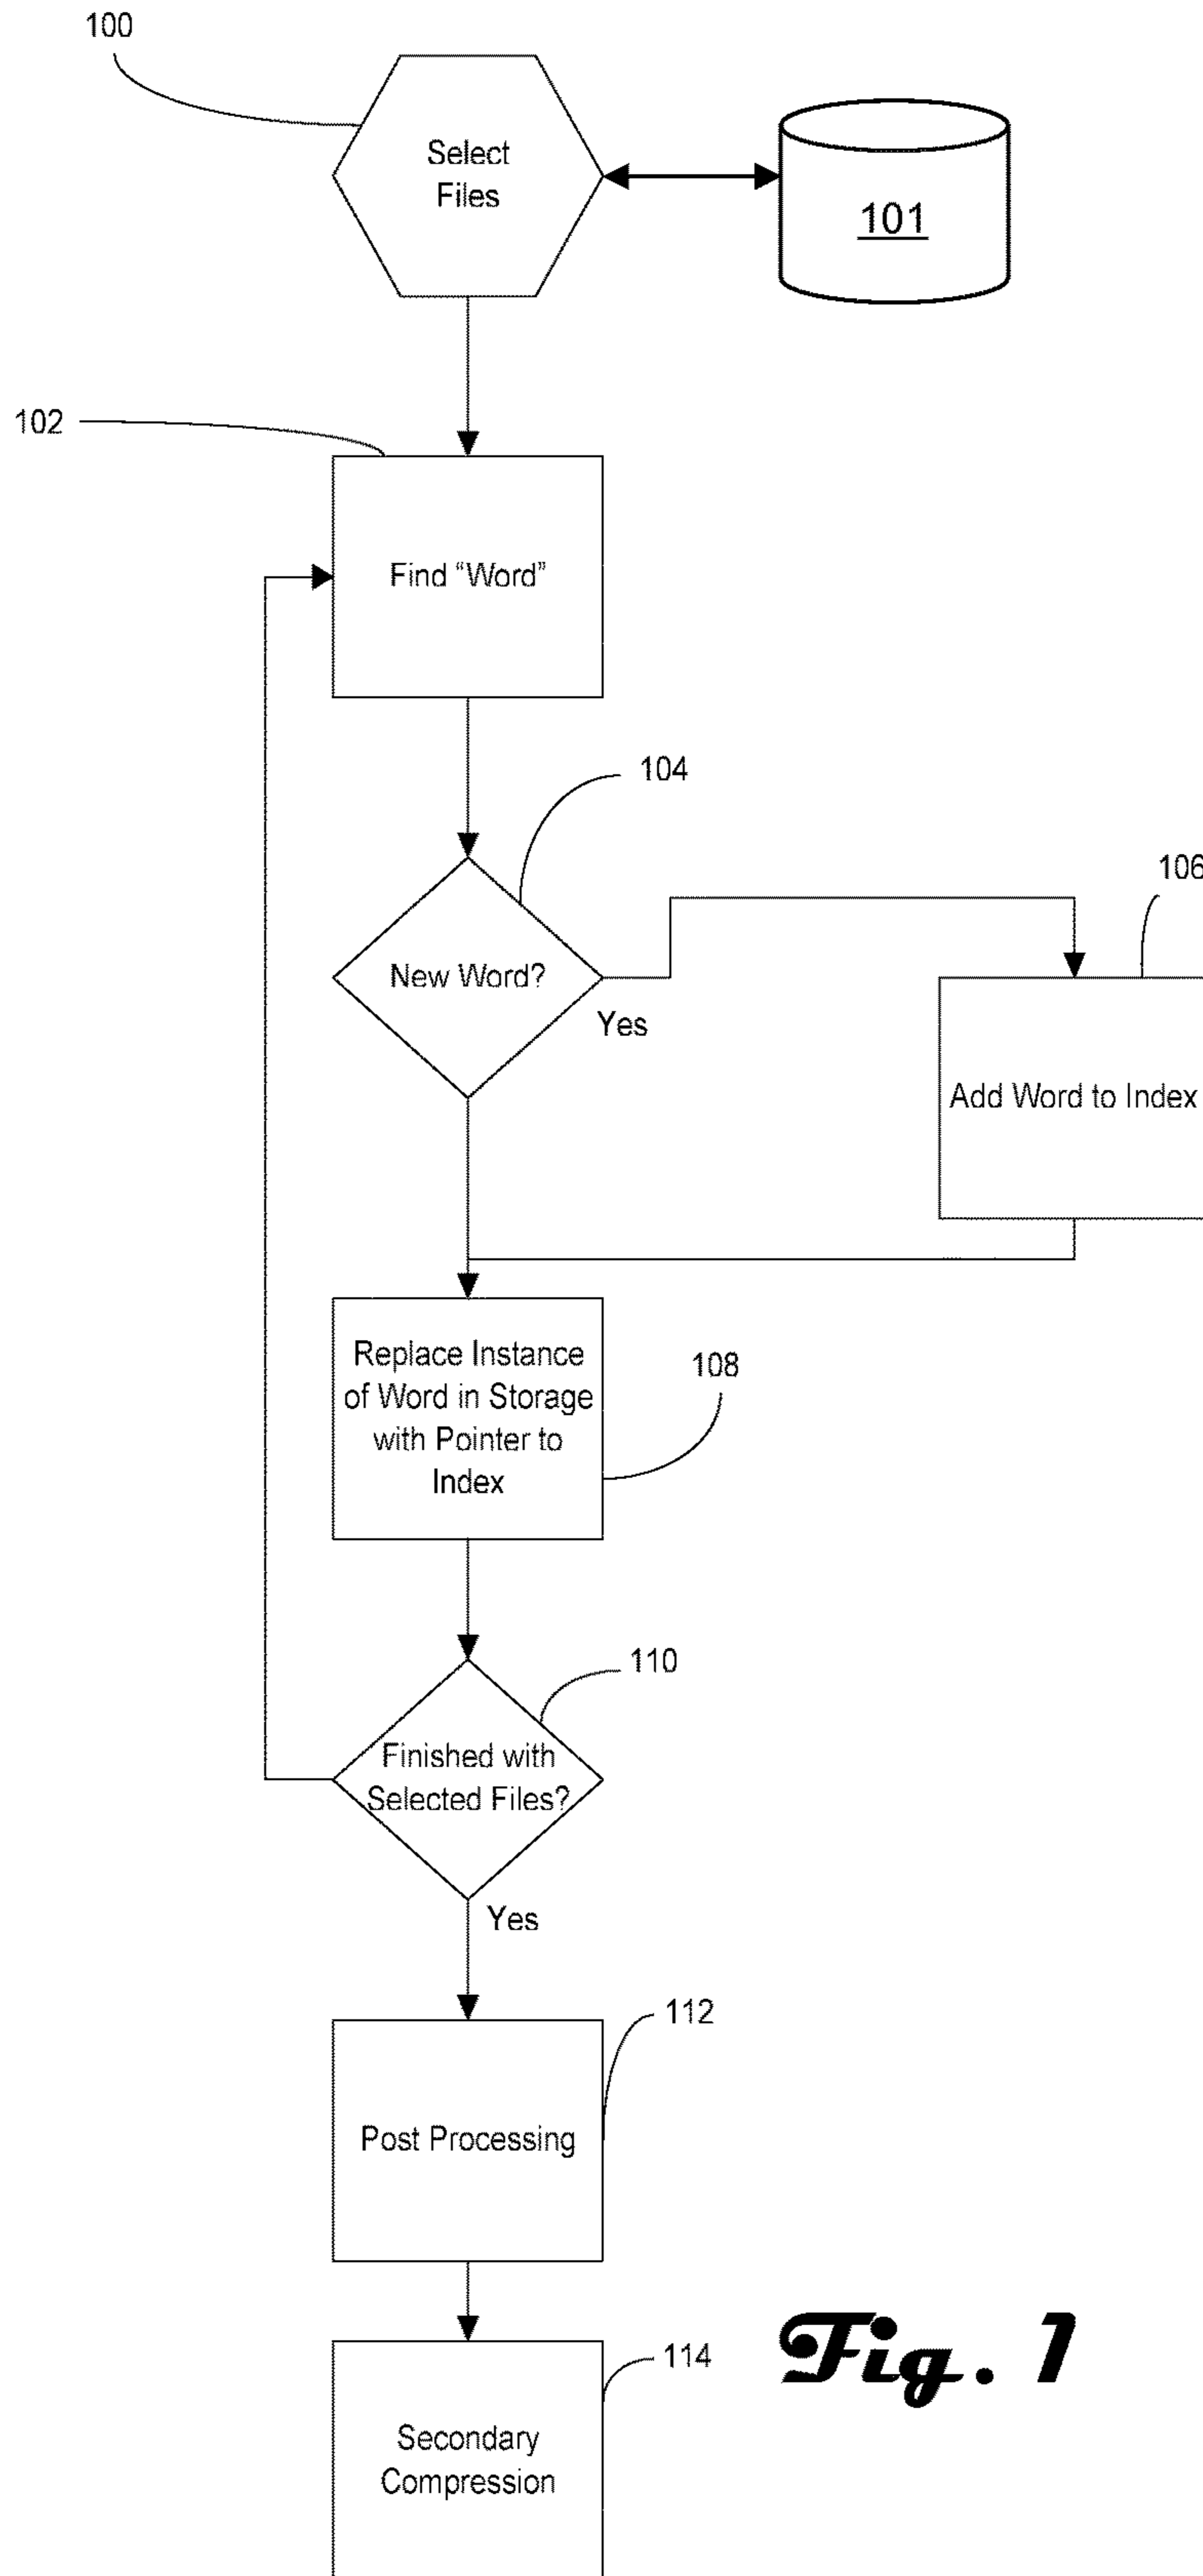 100
Select
Files
101
102
Find “Word”
104
106
New Word?
Yes
Add Word to Index
Replace Instance
of Word in Storage
with Pointer to
Index
108
110
Finished with
Selected Files?
Yes
112
Post Processing
114
Fig. 1
Secondary
Compression